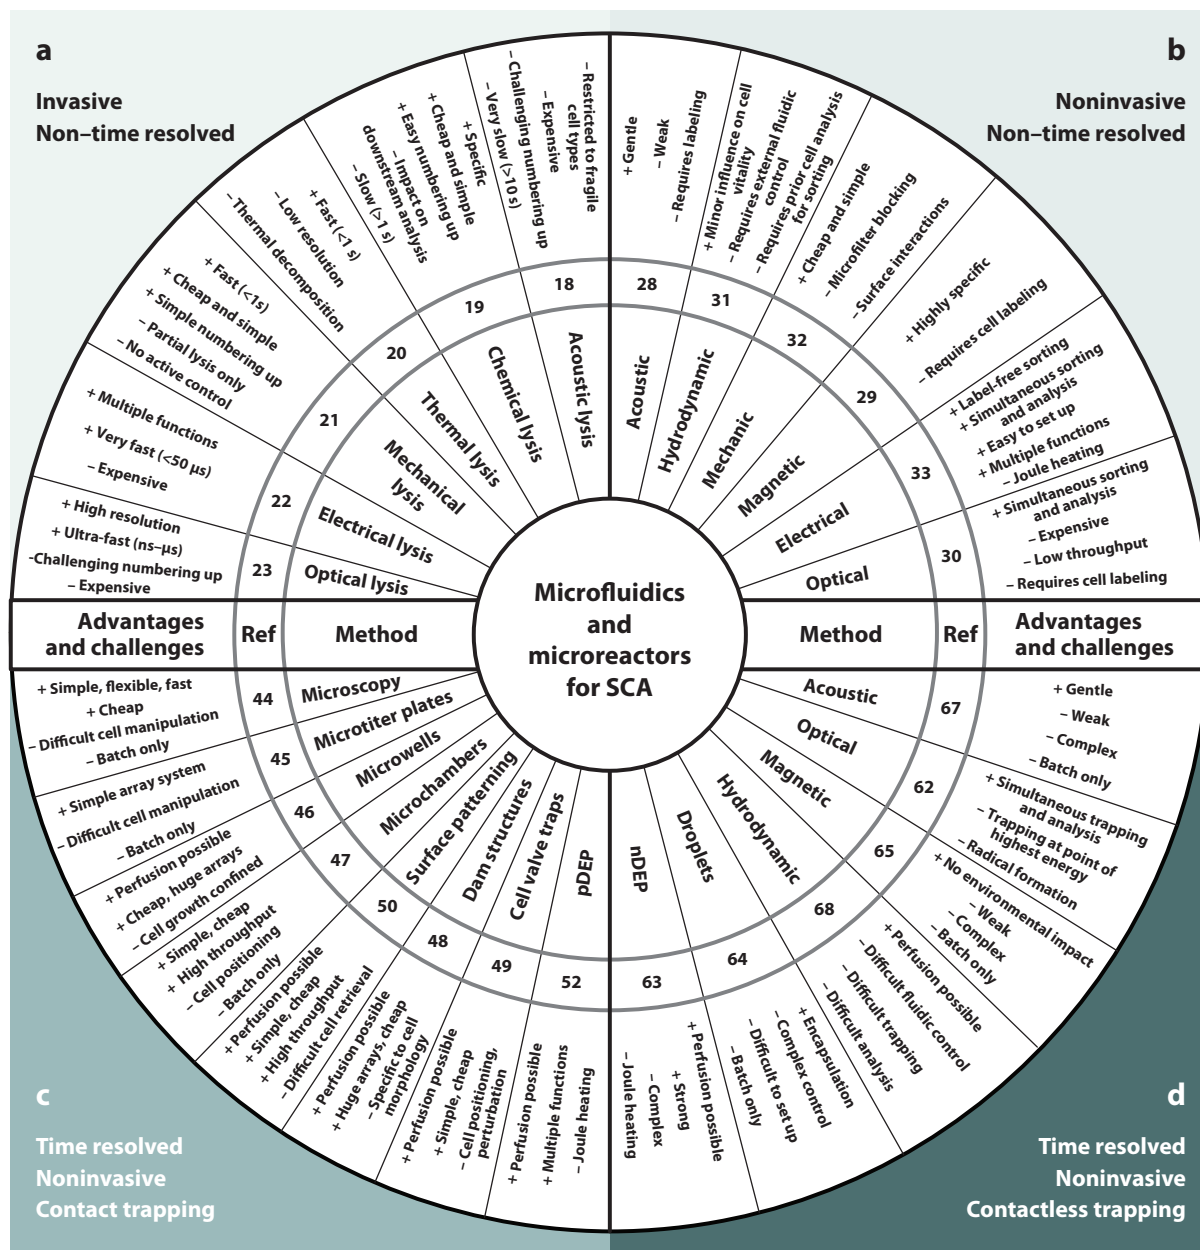 a
Invasive
Non–time resolved
b
Noninvasive
Non–time resolved
c
Time resolved
Noninvasive
Contact trapping
d
Time resolved
Noninvasive
Contactless trapping
Microfluidics
and
microreactors
for SCA
Advantages
and challenges
Ref
Method
Method
Ref
Advantages
and challenges
Acoustic lysis
18
– Very slow (>10 s)
– Challenging numbering up
– Expensive
– Restricted to fragile
cell types
Chemical lysis
19
+ Specific
+ Cheap and simple
+ Easy numbering up
– Impact on
downstream analysis
– Slow (>1 s)
Thermal lysis
20
+ Fast (<1 s)
– Low resolution
– Thermal decomposition
Mechanical
lysis
21
+ Fast (<1s)
+ Cheap and simple
+ Simple numbering up
– Partial lysis only
– No active control
Electrical lysis
22
+ Multiple functions
+ Very fast (<50 µs)
– Expensive
Optical lysis
23
+ High resolution
+ Ultra-fast (ns–µs)
-Challenging numbering up
– Expensive
Acoustic
28
+ Gentle
– Weak
– Requires labeling
Hydrodynamic
31
+ Minor influence on cell
vitality
– Requires external fluidic
control
– Requires prior cell analysis
for sorting
Mechanic
32
+ Cheap and simple
– Microfilter blocking
– Surface interactions
Magnetic
29
+ Highly specific
– Requires cell labeling
Electrical
33
+ Label-free sorting
+ Simultaneous sorting
and analysis
+ Easy to set up
+ Multiple functions
– Joule heating
Optical
30
+ Simultaneous sorting
and analysis
– Expensive
– Low throughput
– Requires cell labeling
Microscopy
44
+ Simple, flexible, fast
+ Cheap
– Difficult cell manipulation
– Batch only
Microtiter plates
45
+ Simple array system
– Difficult cell manipulation
– Batch only
Microwells
46
+ Perfusion possible
+ Cheap, huge arrays
– Cell growth confined
Microchambers
47
+ Simple, cheap
+ High throughput
– Cell positioning
– Batch only
Surface patterning
50
+ Perfusion possible
+ Simple, cheap
+ High throughput
– Difficult cell retrieval
Dam structures
48
+ Perfusion possible
+ Huge arrays, cheap
– Specific to cell
morphology
Cell valve traps
49
+ Perfusion possible
+ Simple, cheap
– Cell positioning,
perturbation
pDEP
52
+ Perfusion possible
+ Multiple functions
– Joule heating
Acoustic
67
+ Gentle
– Weak
– Complex
– Batch only
Optical
62
+ Simultaneous trapping
and analysis
– Trapping at point of
highest energy
– Radical formation
Magnetic
65
+ No environmental impact
– Weak
– Complex
– Batch only
Hydrodynamic
68
+ Perfusion possible
– Difficult fluidic control
– Difficult trapping
– Difficult analysis
Droplets
64
+ Encapsulation
– Complex control
– Difficult to set up
– Batch only
nDEP
63
+ Perfusion possible
+ Strong
– Complex
– Joule heating